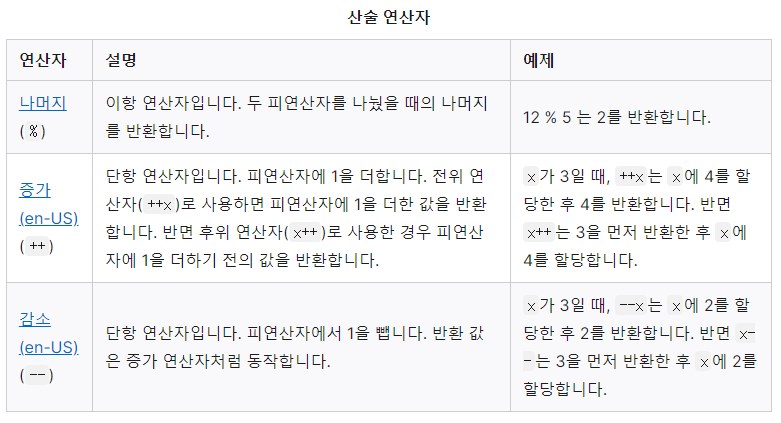 산술 연산자
연산자 설명 예제
나머지
( % )
이항 연산자입니다. 두 피연산자를 나눴을 때의 나머지
를 반환합니다.
12 % 5 는 2를 반환합니다.
증가
(en-US)
( ++ )
단항 연산자입니다. 피연산자에 1을 더합니다. 전위 연
산자( ++x )로 사용하면 피연산자에 1을 더한 값을 반환
합니다. 반면 후위 연산자( x++ )로 사용한 경우 피연산
자에 1을 더하기 전의 값을 반환합니다.
x 가 3일 때, ++x 는 x 에 4를 할
당한 후 4를 반환합니다. 반면
x++ 는 3을 먼저 반환한 후 x 에
4를 할당합니다.
감소
(en-US)
( -- )
단항 연산자입니다. 피연산자에서 1을 뺍니다. 반환 값
은 증가 연산자처럼 동작합니다.
x 가 3일 때, --x 는 x 에 2를 할
당한 후 2를 반환합니다. 반면 x-
- 는 3을 먼저 반환한 후 x 에 2를
할당합니다.